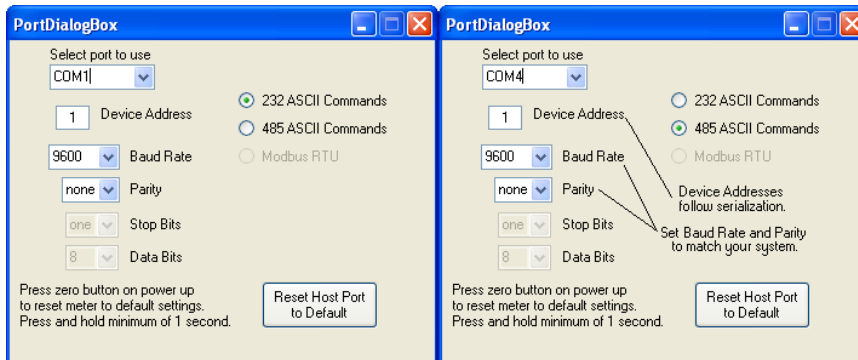 PortDialogBox
Select port to use
COM1
232 ASCII Commands
1 Device Address
485 ASCII Commands
9600 Baud Rate
Modbus RTU
none Parity
one Stop Bits
8 Data Bits
Press zero button on power up
to reset meter to default settings.
Press and hold minimum of 1 second.
Reset Host Port
to Default
PortDialogBox
Select port to use
COM4
232 ASCII Commands
1 Device Address
485 ASCII Commands
9600 Baud Rate
Modbus RTU
none Parity
Device Addresses
follow serialization.
one Stop Bits
Set Baud Rate and Parity
to match your system.
8 Data Bits
Press zero button on power up
to reset meter to default settings.
Press and hold minimum of 1 second.
Reset Host Port
to Default